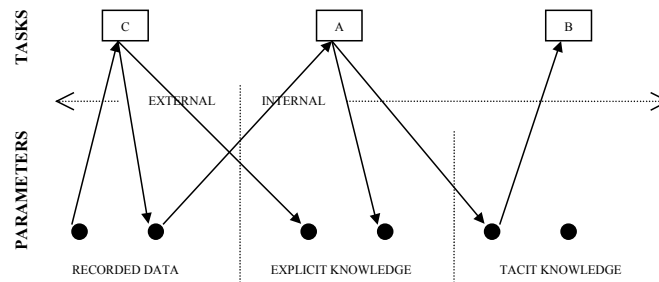 TASKS
C
A
B
EXTERNAL
INTERNAL
PARAMETERS
RECORDED DATA
EXPLICIT KNOWLEDGE
TACIT KNOWLEDGE